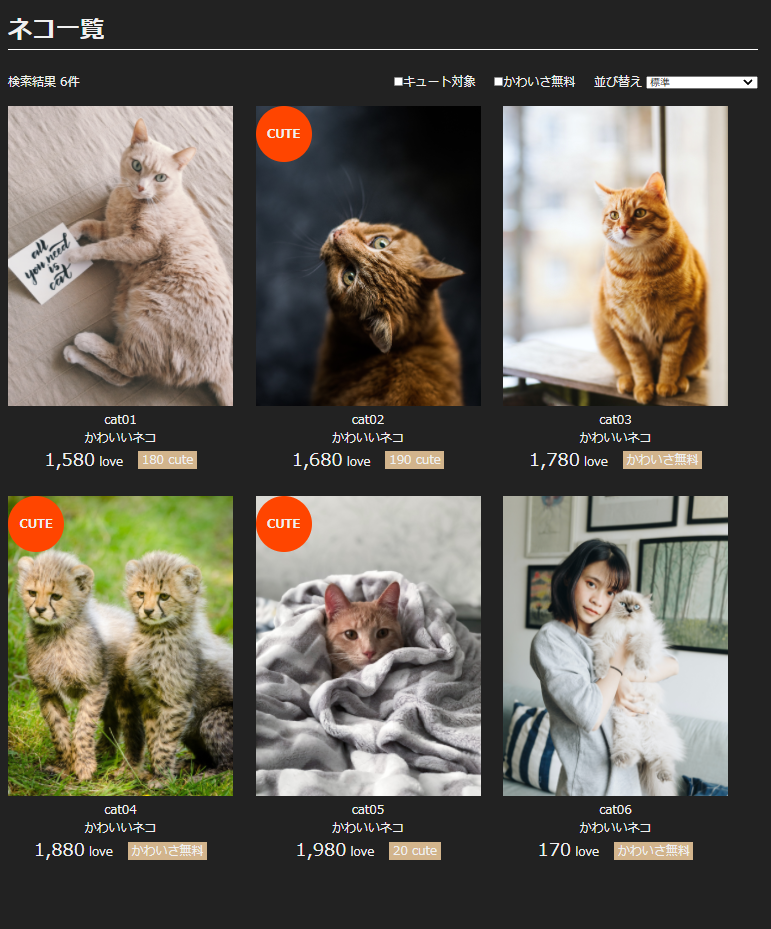 ネコ一覧
検索結果 6件 キュート対象 かわいさ無料 並び替え 標準
all you need is cat
CUTE
cat01 cat02 cat03
かわいいネコ かわいいネコ かわいいネコ
1,580 love 180 cute 1,680 love 190 cute 1,780 love かわいさ無料
CUTE CUTE
cat04 cat05 cat06
かわいいネコ かわいいネコ かわいいネコ
1,880 love かわいさ無料 1,980 love 20 cute 170 love かわいさ無料